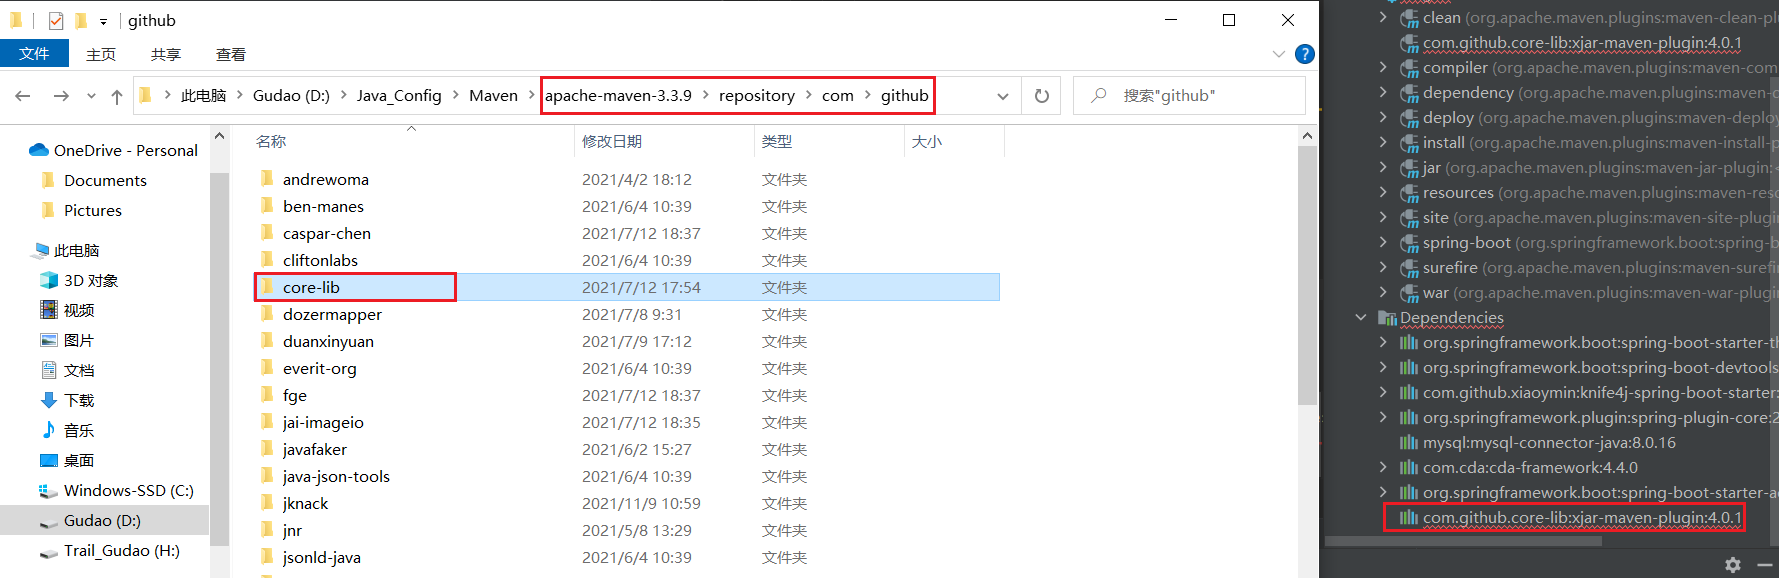 github
文件 主页 共享 查看
此电脑 Gudao (D:) Java_Config Maven apache-maven-3.3.9 repository com github 搜索"github"
OneDrive - Personal
Documents
Pictures
此电脑
3D 对象
视频
图片
文档
下载
音乐
桌面
Windows-SSD (C:)
Gudao (D:)
Trail_Gudao (H:)
名称 修改日期 类型 大小
andrewoma 2021/4/2 18:12 文件夹
ben-manes 2021/6/4 10:39 文件夹
caspar-chen 2021/7/12 18:37 文件夹
cliftonlabs 2021/6/4 10:39 文件夹
core-lib 2021/7/12 17:54 文件夹
dozermapper 2021/7/8 9:31 文件夹
duanxinyuan 2021/7/9 17:12 文件夹
everit-org 2021/6/4 10:39 文件夹
fge 2021/7/12 18:37 文件夹
jai-imageio 2021/7/12 18:35 文件夹
javafaker 2021/6/2 15:27 文件夹
java-json-tools 2021/6/4 10:39 文件夹
jknack 2021/11/9 10:59 文件夹
jnr 2021/5/8 13:29 文件夹
jsonld-java 2021/6/4 10:39 文件夹
clean (org.apache.maven.plugins:maven-clean-pl
com.github.core-lib:xjar-maven-plugin:4.0.1
compiler (org.apache.maven.plugins:maven-com
dependency (org.apache.maven.plugins:maven-c
deploy (org.apache.maven.plugins:maven-deploy
install (org.apache.maven.plugins:maven-install-p
jar (org.apache.maven.plugins:maven-jar-plugin:
resources (org.apache.maven.plugins:maven-reso
site (org.apache.maven.plugins:maven-site-plugin
spring-boot (org.springframework.boot:spring-b
surefire (org.apache.maven.plugins:maven-surefir
war (org.apache.maven.plugins:maven-war-plugin
Dependencies
org.springframework.boot:spring-boot-starter-th
org.springframework.boot:spring-boot-devtools
com.github.xiaoymin:knife4j-spring-boot-starter:
org.springframework.plugin:spring-plugin-core:2
mysql:mysql-connector-java:8.0.16
com.cda:cda-framework:4.4.0
org.springframework.boot:spring-boot-starter-a
com.github.core-lib:xjar-maven-plugin:4.0.1